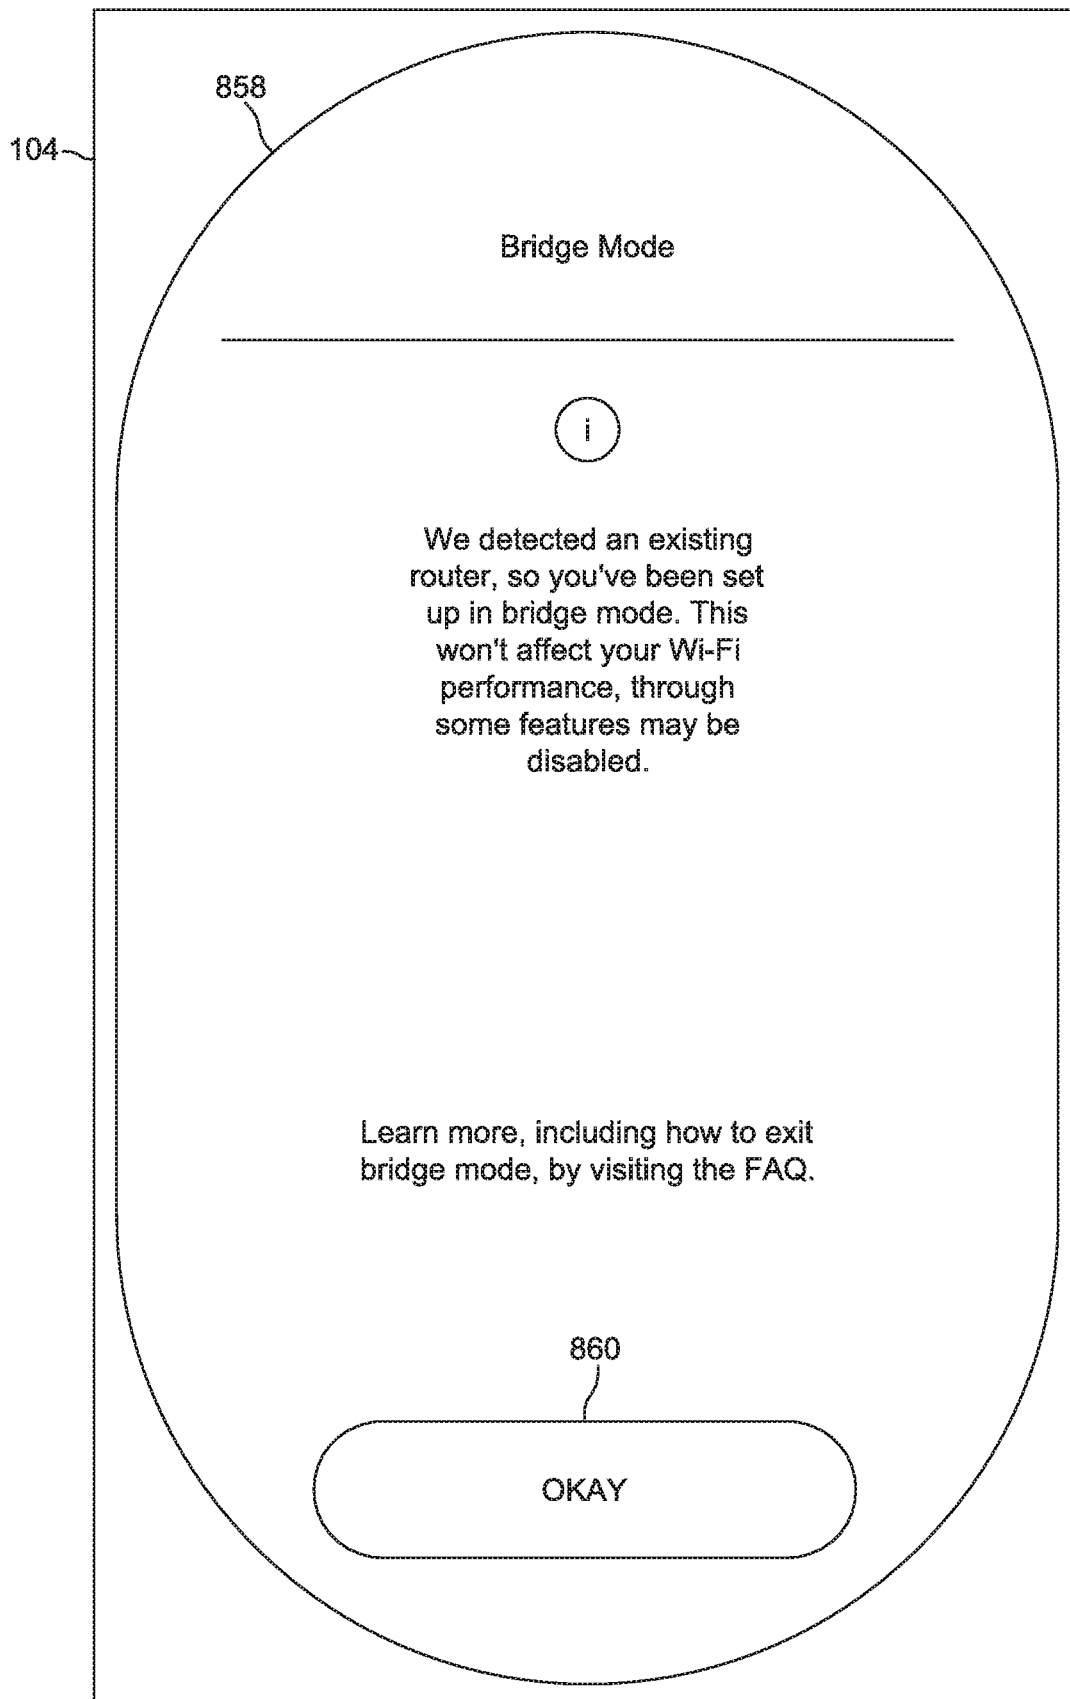 858
104
Bridge Mode
i
We detected an existing
router, so you've been set
up in bridge mode. This
won't affect your Wi-Fi
performance, through
some features may be
disabled.
Learn more, including how to exit
bridge mode, by visiting the FAQ.
860
OKAY